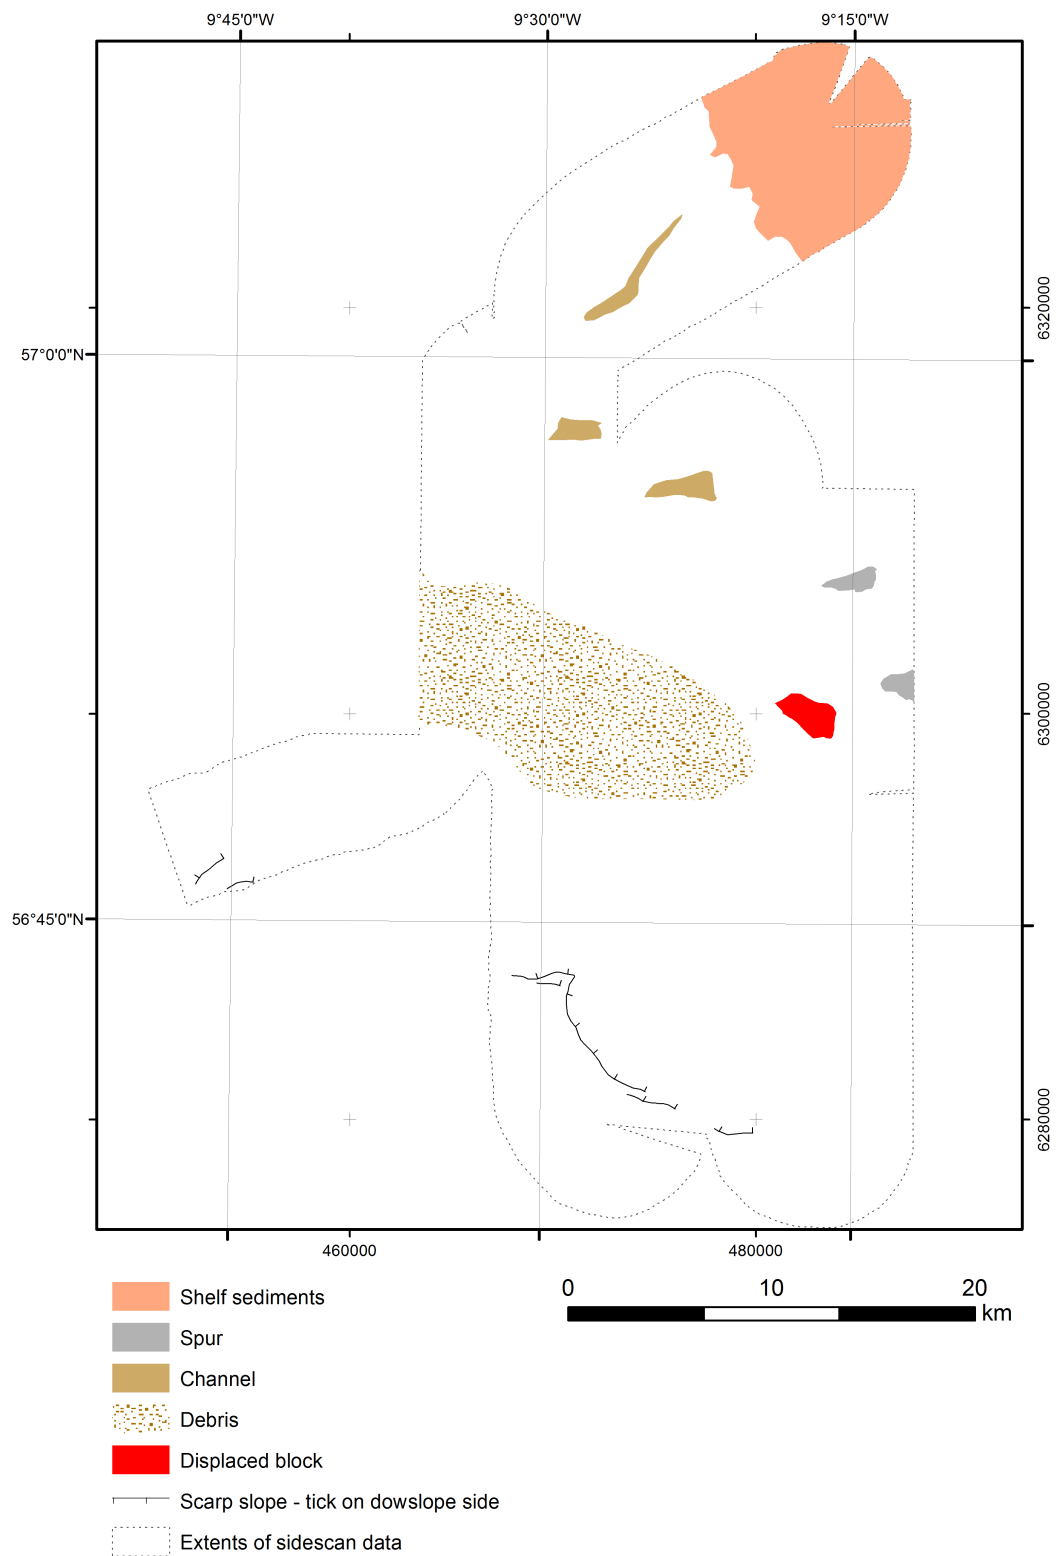 9°45'0"W 9°30'0"W 9°15'0"W
6320000
57°0'0"N
6300000
56°45'0"N
6280000
460000 480000
0 10 20
km
Shelf sediments
Spur
Channel
Debris
Displaced block
Scarp slope - tick on dowslope side
Extents of sidescan data